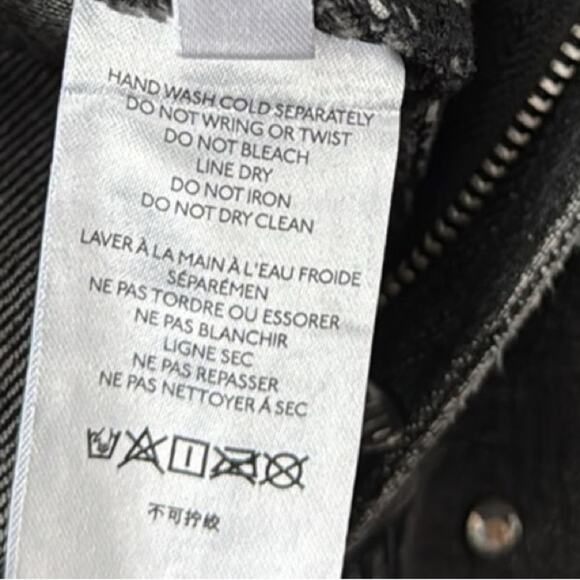 HAND WASH COLD SEPARATELY
DO NOT WRING OR TWIST
DO NOT BLEACH
LINE DRY
DO NOT IRON
DO NOT DRY CLEAN
LAVER À LA MAIN À L'EAU FROIDE
SÉPARÉMEN
NE PAS TORDRE OU ESSORER
NE PAS BLANCHIR
LIGNE SEC
NE PAS REPASSER
NE PAS NETTOYER À SEC
不可拧绞